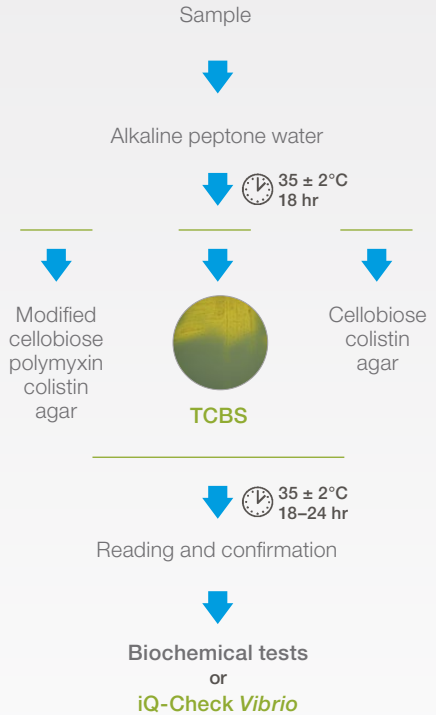 Sample
Alkaline peptone water
35 ± 2°C
18 hr
Modified
cellobiose
polymyxin
colistin
agar
TCBS
Cellobiose
colistin
agar
35 ± 2°C
18–24 hr
Reading and confirmation
Biochemical tests
or
iQ-Check Vibrio